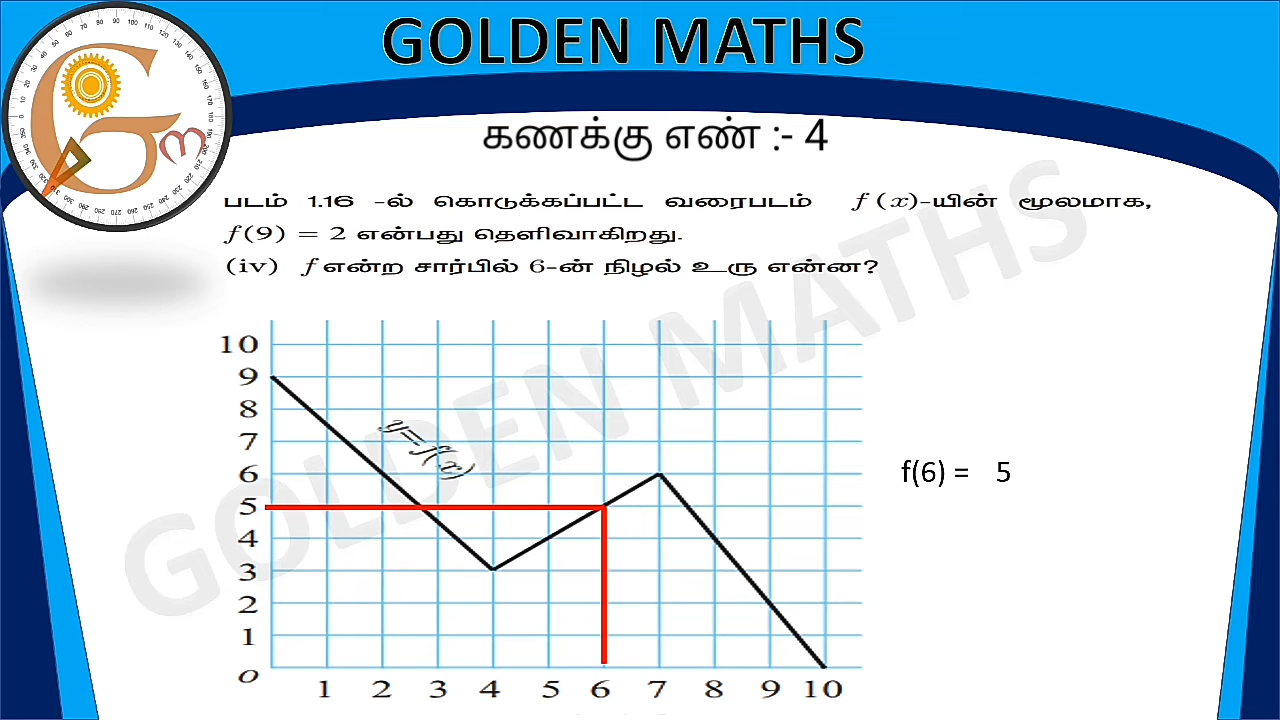 GOLDEN MATHS
கணக்கு எண் :- 4
படம் 1.16 -ல் கொடுக்கப்பட்ட வரைபடம் f (x)-யின் மூலமாக,
f (9) = 2 என்பது தெளிவாகிறது.
(iv) f என்ற சார்பில் 6-ன் நிழல் உரு என்ன?
10
9
8
7
6
5
4
3
2
1
0
y=f(x)
f(6) = 5
1 2 3 4 5 6 7 8 9 10
GOLDEN MATHS